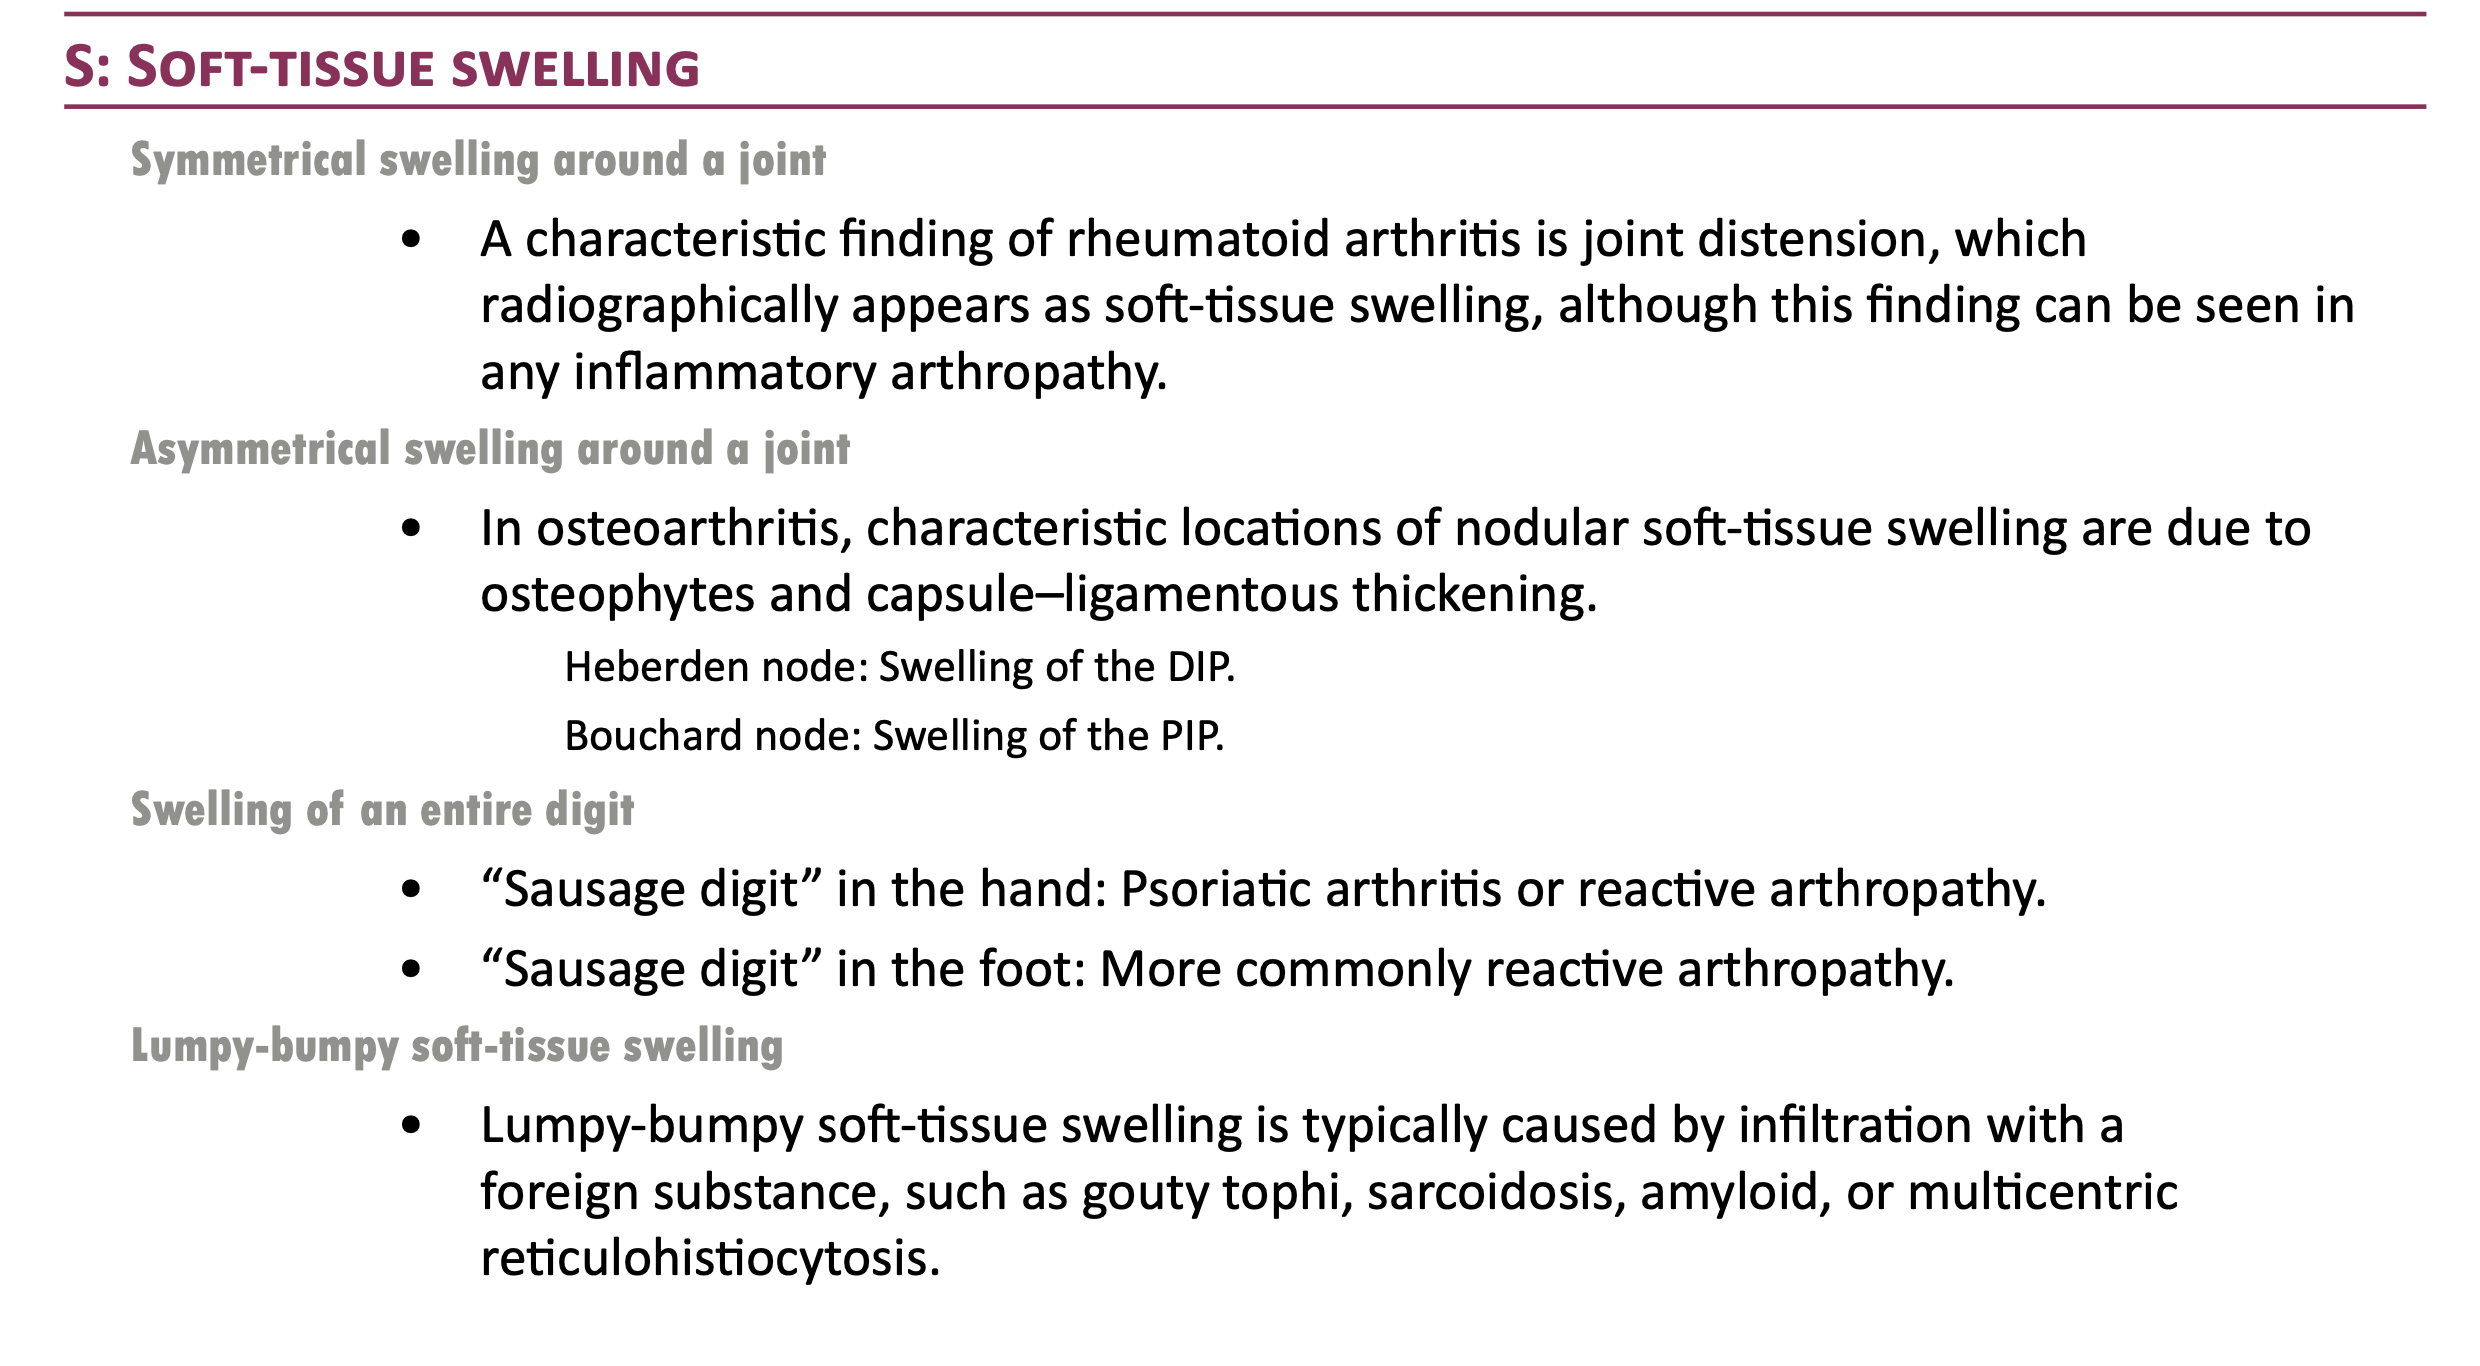 S: SOFT-TISSUE SWELLING
Symmetrical swelling around a joint
• A characteristic finding of rheumatoid arthritis is joint distension, which
radiographically appears as soft-tissue swelling, although this finding can be seen in
any inflammatory arthropathy.
Asymmetrical swelling around a joint
• In osteoarthritis, characteristic locations of nodular soft-tissue swelling are due to
osteophytes and capsule–ligamentous thickening.
Heberden node: Swelling of the DIP.
Bouchard node: Swelling of the PIP.
Swelling of an entire digit
• “Sausage digit” in the hand: Psoriatic arthritis or reactive arthropathy.
• “Sausage digit” in the foot: More commonly reactive arthropathy.
Lumpy-bumpy soft-tissue swelling
• Lumpy-bumpy soft-tissue swelling is typically caused by infiltration with a
foreign substance, such as gouty tophi, sarcoidosis, amyloid, or multicentric
reticulohistiocytosis.